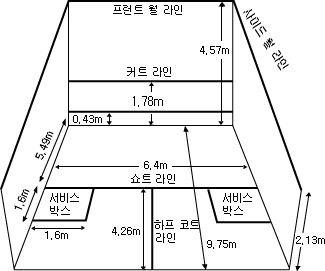 프런트 월 라인
사이드 월 라인
4.57m
커트 라인
1.78m
0.43m
5.49m
6.4m
쇼트 라인
1.6m
서비스
박스
서비스
박스
1.6m
4.26m
하프 코트
라인
9.75m
2.13m